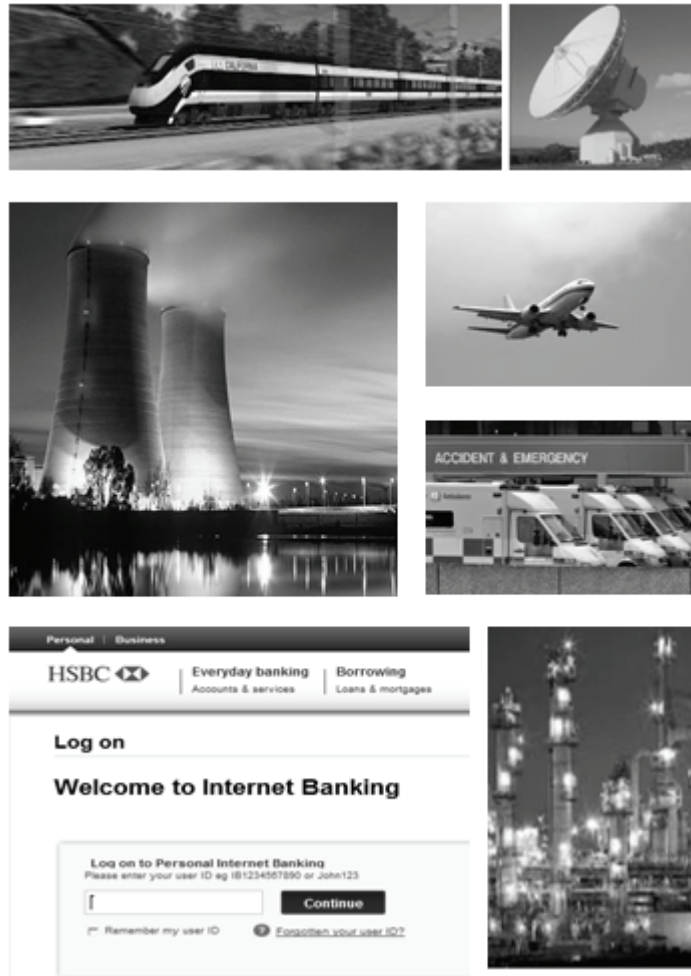 CALIFORNIA
ACCIDENT & EMERGENCY
Ambulance
Personal | Business
HSBC
Everyday banking
Accounts & services
Borrowing
Loans & mortgages
Log on
Welcome to Internet Banking
Log on to Personal Internet Banking
Please enter your user ID eg IB1234567890 or John123
Continue
Remember my user ID
? Forgotten your user ID?